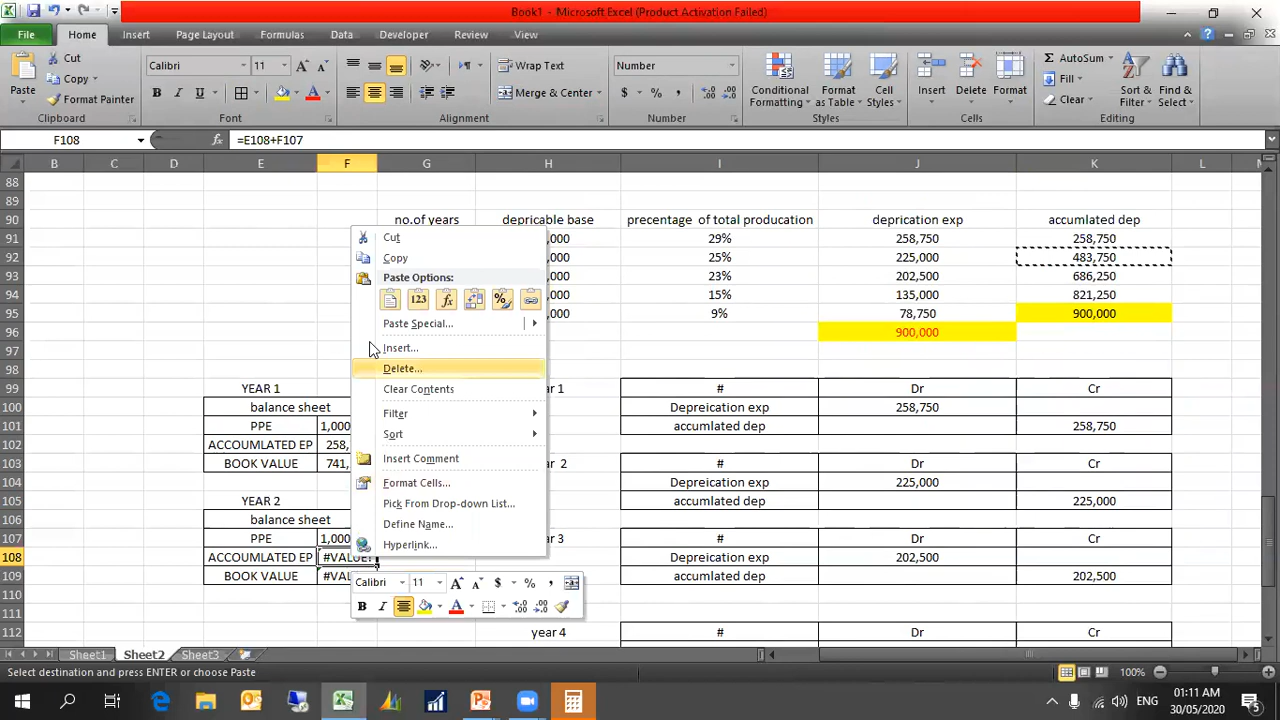 Book1 - Microsoft Excel (Product Activation Failed)
File Home Insert Page Layout Formulas Data Developer Review View
Paste Cut Copy Format Painter Clipboard
Calibri 11 B I U Font
Wrap Text Merge & Center Alignment
Number $ % , Number
Conditional Formatting Format as Table Cell Styles Styles
Insert Delete Format Cells
Σ AutoSum Fill Clear Sort & Filter Find & Select Editing
F108 fx =E108+F107
B C D E F G H I J K L
88
89
90 no.of years depricable base precentage of total producation deprication exp accumlated dep
91 ,000 29% 258,750 258,750
92 ,000 25% 225,000 483,750
93 ,000 23% 202,500 686,250
94 ,000 15% 135,000 821,250
95 ,000 9% 78,750 900,000
96 900,000
97
98
99 YEAR 1 ar 1 # Dr Cr
100 balance sheet Depreication exp 258,750
101 PPE 1,000 accumlated dep 258,750
102 ACCOUMLATED EP 258,
103 BOOK VALUE 741, ar 2 # Dr Cr
104 Depreication exp 225,000
105 YEAR 2 accumlated dep 225,000
106 balance sheet
107 PPE 1,000 ar 3 # Dr Cr
108 ACCOUMLATED EP #VALUE! Depreication exp 202,500
109 BOOK VALUE #VAL accumlated dep 202,500
110
111
112 year 4 # Dr Cr
Cut
Copy
Paste Options:
123 fx %
Paste Special...
Insert...
Delete...
Clear Contents
Filter
Sort
Insert Comment
Format Cells...
Pick From Drop-down List...
Define Name...
Hyperlink...
Calibri 11 A A $ % ,
B I A
Sheet1 Sheet2 Sheet3
Select destination and press ENTER or choose Paste 100%
ENG 01:11 AM
30/05/2020
5